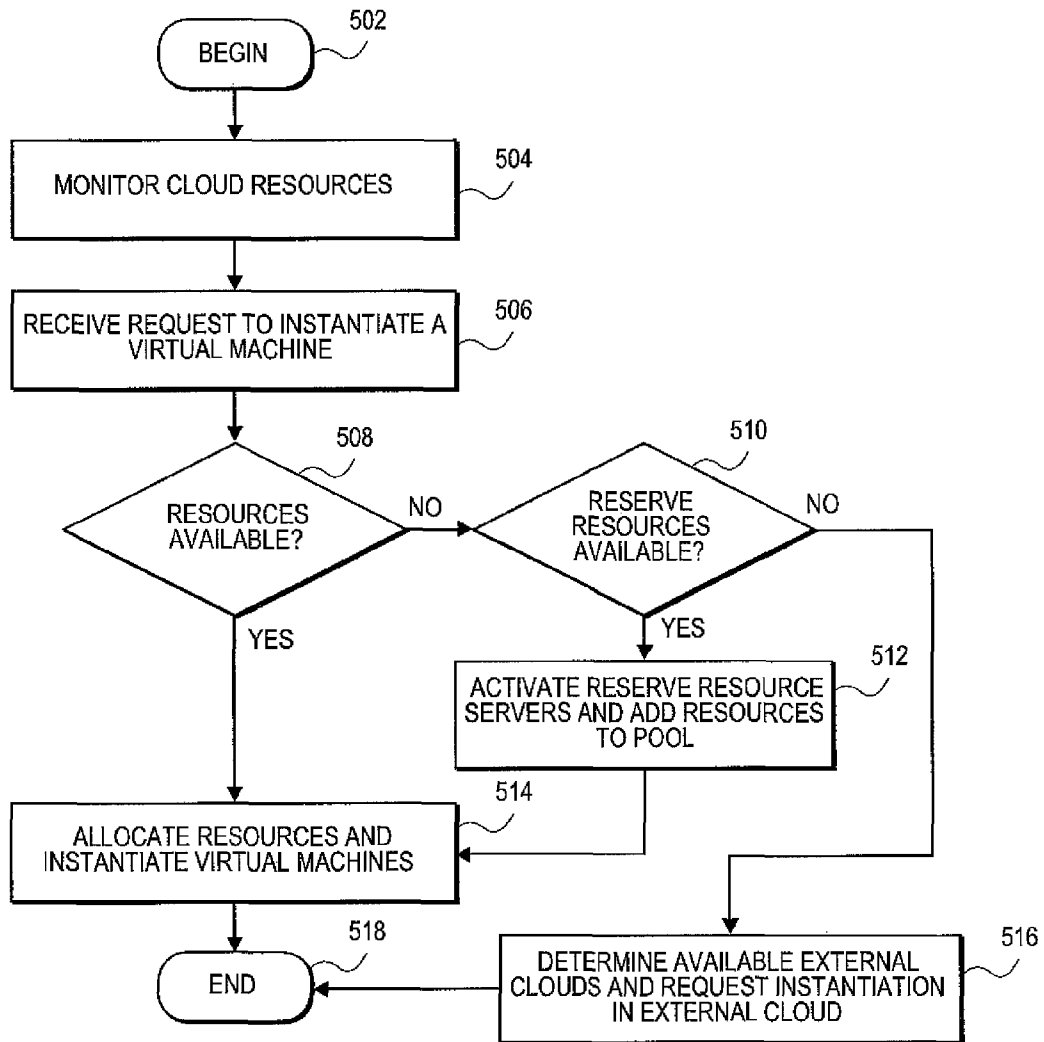 BEGIN
502
MONITOR CLOUD RESOURCES
504
RECEIVE REQUEST TO INSTANTIATE A
VIRTUAL MACHINE
506
RESOURCES
AVAILABLE?
508
NO
YES
RESERVE
RESOURCES
AVAILABLE?
510
NO
YES
ACTIVATE RESERVE RESOURCE
SERVERS AND ADD RESOURCES
TO POOL
512
ALLOCATE RESOURCES AND
INSTANTIATE VIRTUAL MACHINES
514
END
518
DETERMINE AVAILABLE EXTERNAL
CLOUDS AND REQUEST INSTANTIATION
IN EXTERNAL CLOUD
516